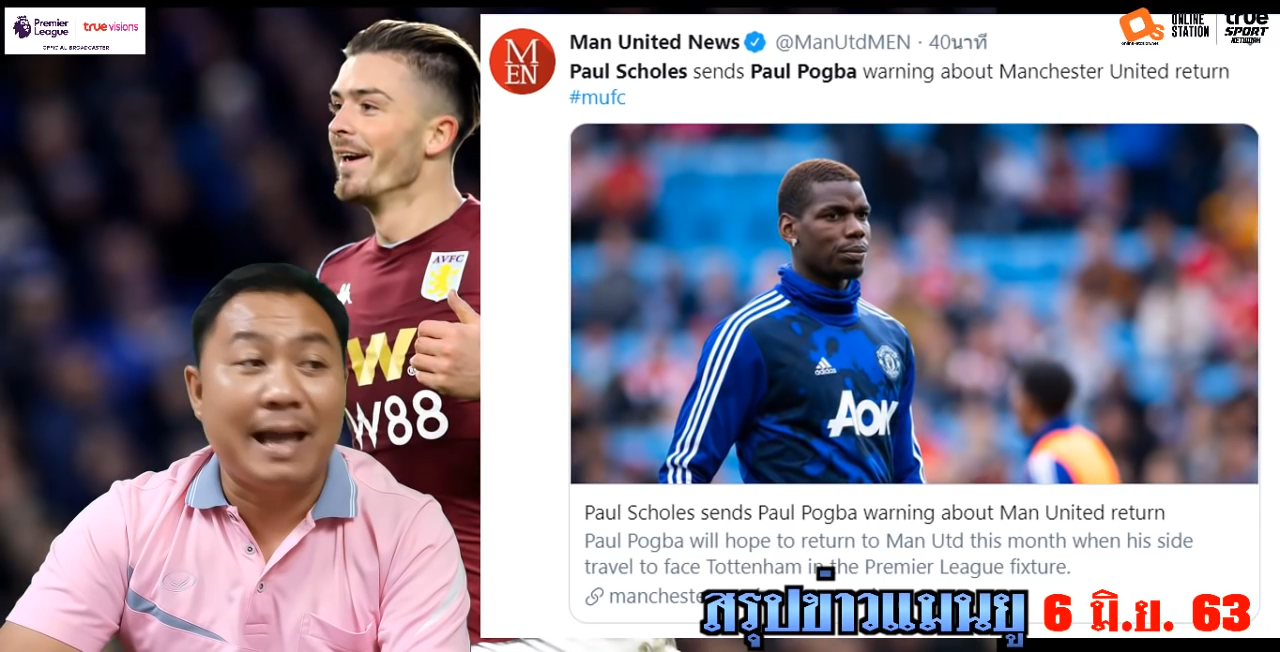 Premier
League
true visions
OFFICIAL BROADCASTER
Man United News @ManUtdMEN · 40นาที
Paul Scholes sends Paul Pogba warning about Manchester United return
#mufc
M
EN
ONLINE
STATION
true
SPORT
NETWORK
AVFC
W
W88
adidas
AOK
Paul Scholes sends Paul Pogba warning about Man United return
Paul Pogba will hope to return to Man Utd this month when his side
travel to face Tottenham in the Premier League fixture.
สรุปข่าวแมนยู 6 มิ.ย. 63